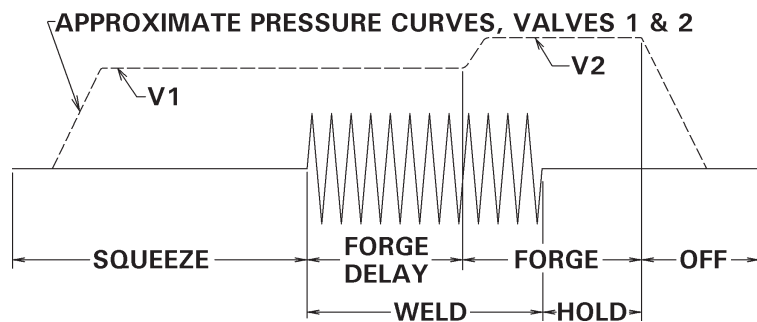 APPROXIMATE PRESSURE CURVES, VALVES 1 & 2
V1
V2
SQUEEZE
FORGE
DELAY
FORGE
OFF
WELD
HOLD